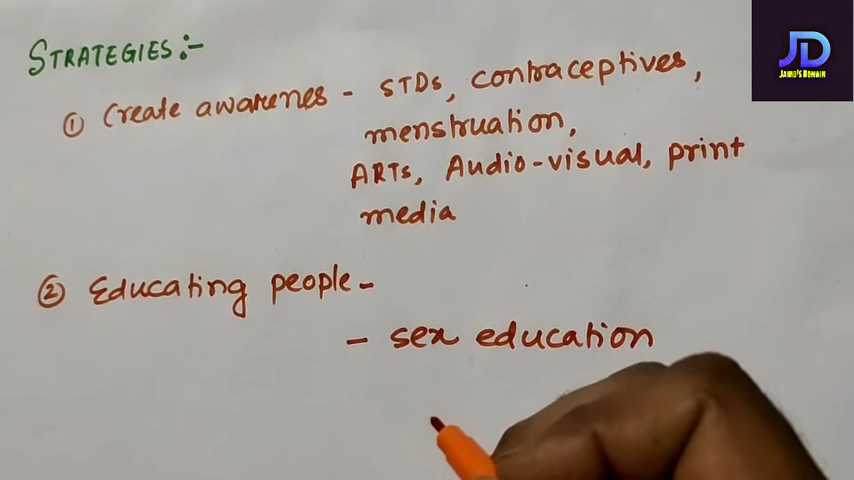 STRATEGIES:-
① Create awarenes - STDs, contraceptives,
menstruation,
ARTs, Audio-visual, print
media
② Educating people-
- sex education
JD
JAHID'S DOMAIN